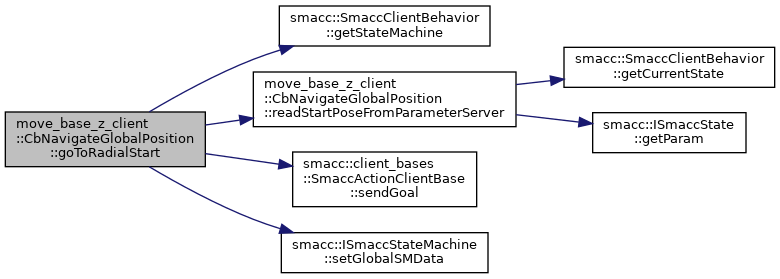 smacc::SmaccClientBehavior
::getStateMachine
move_base_z_client
::CbNavigateGlobalPosition
::goToRadialStart
move_base_z_client
::CbNavigateGlobalPosition
::readStartPoseFromParameterServer
smacc::SmaccClientBehavior
::getCurrentState
smacc::ISmaccState
::getParam
smacc::client_bases
::SmaccActionClientBase
::sendGoal
smacc::ISmaccStateMachine
::setGlobalSMData